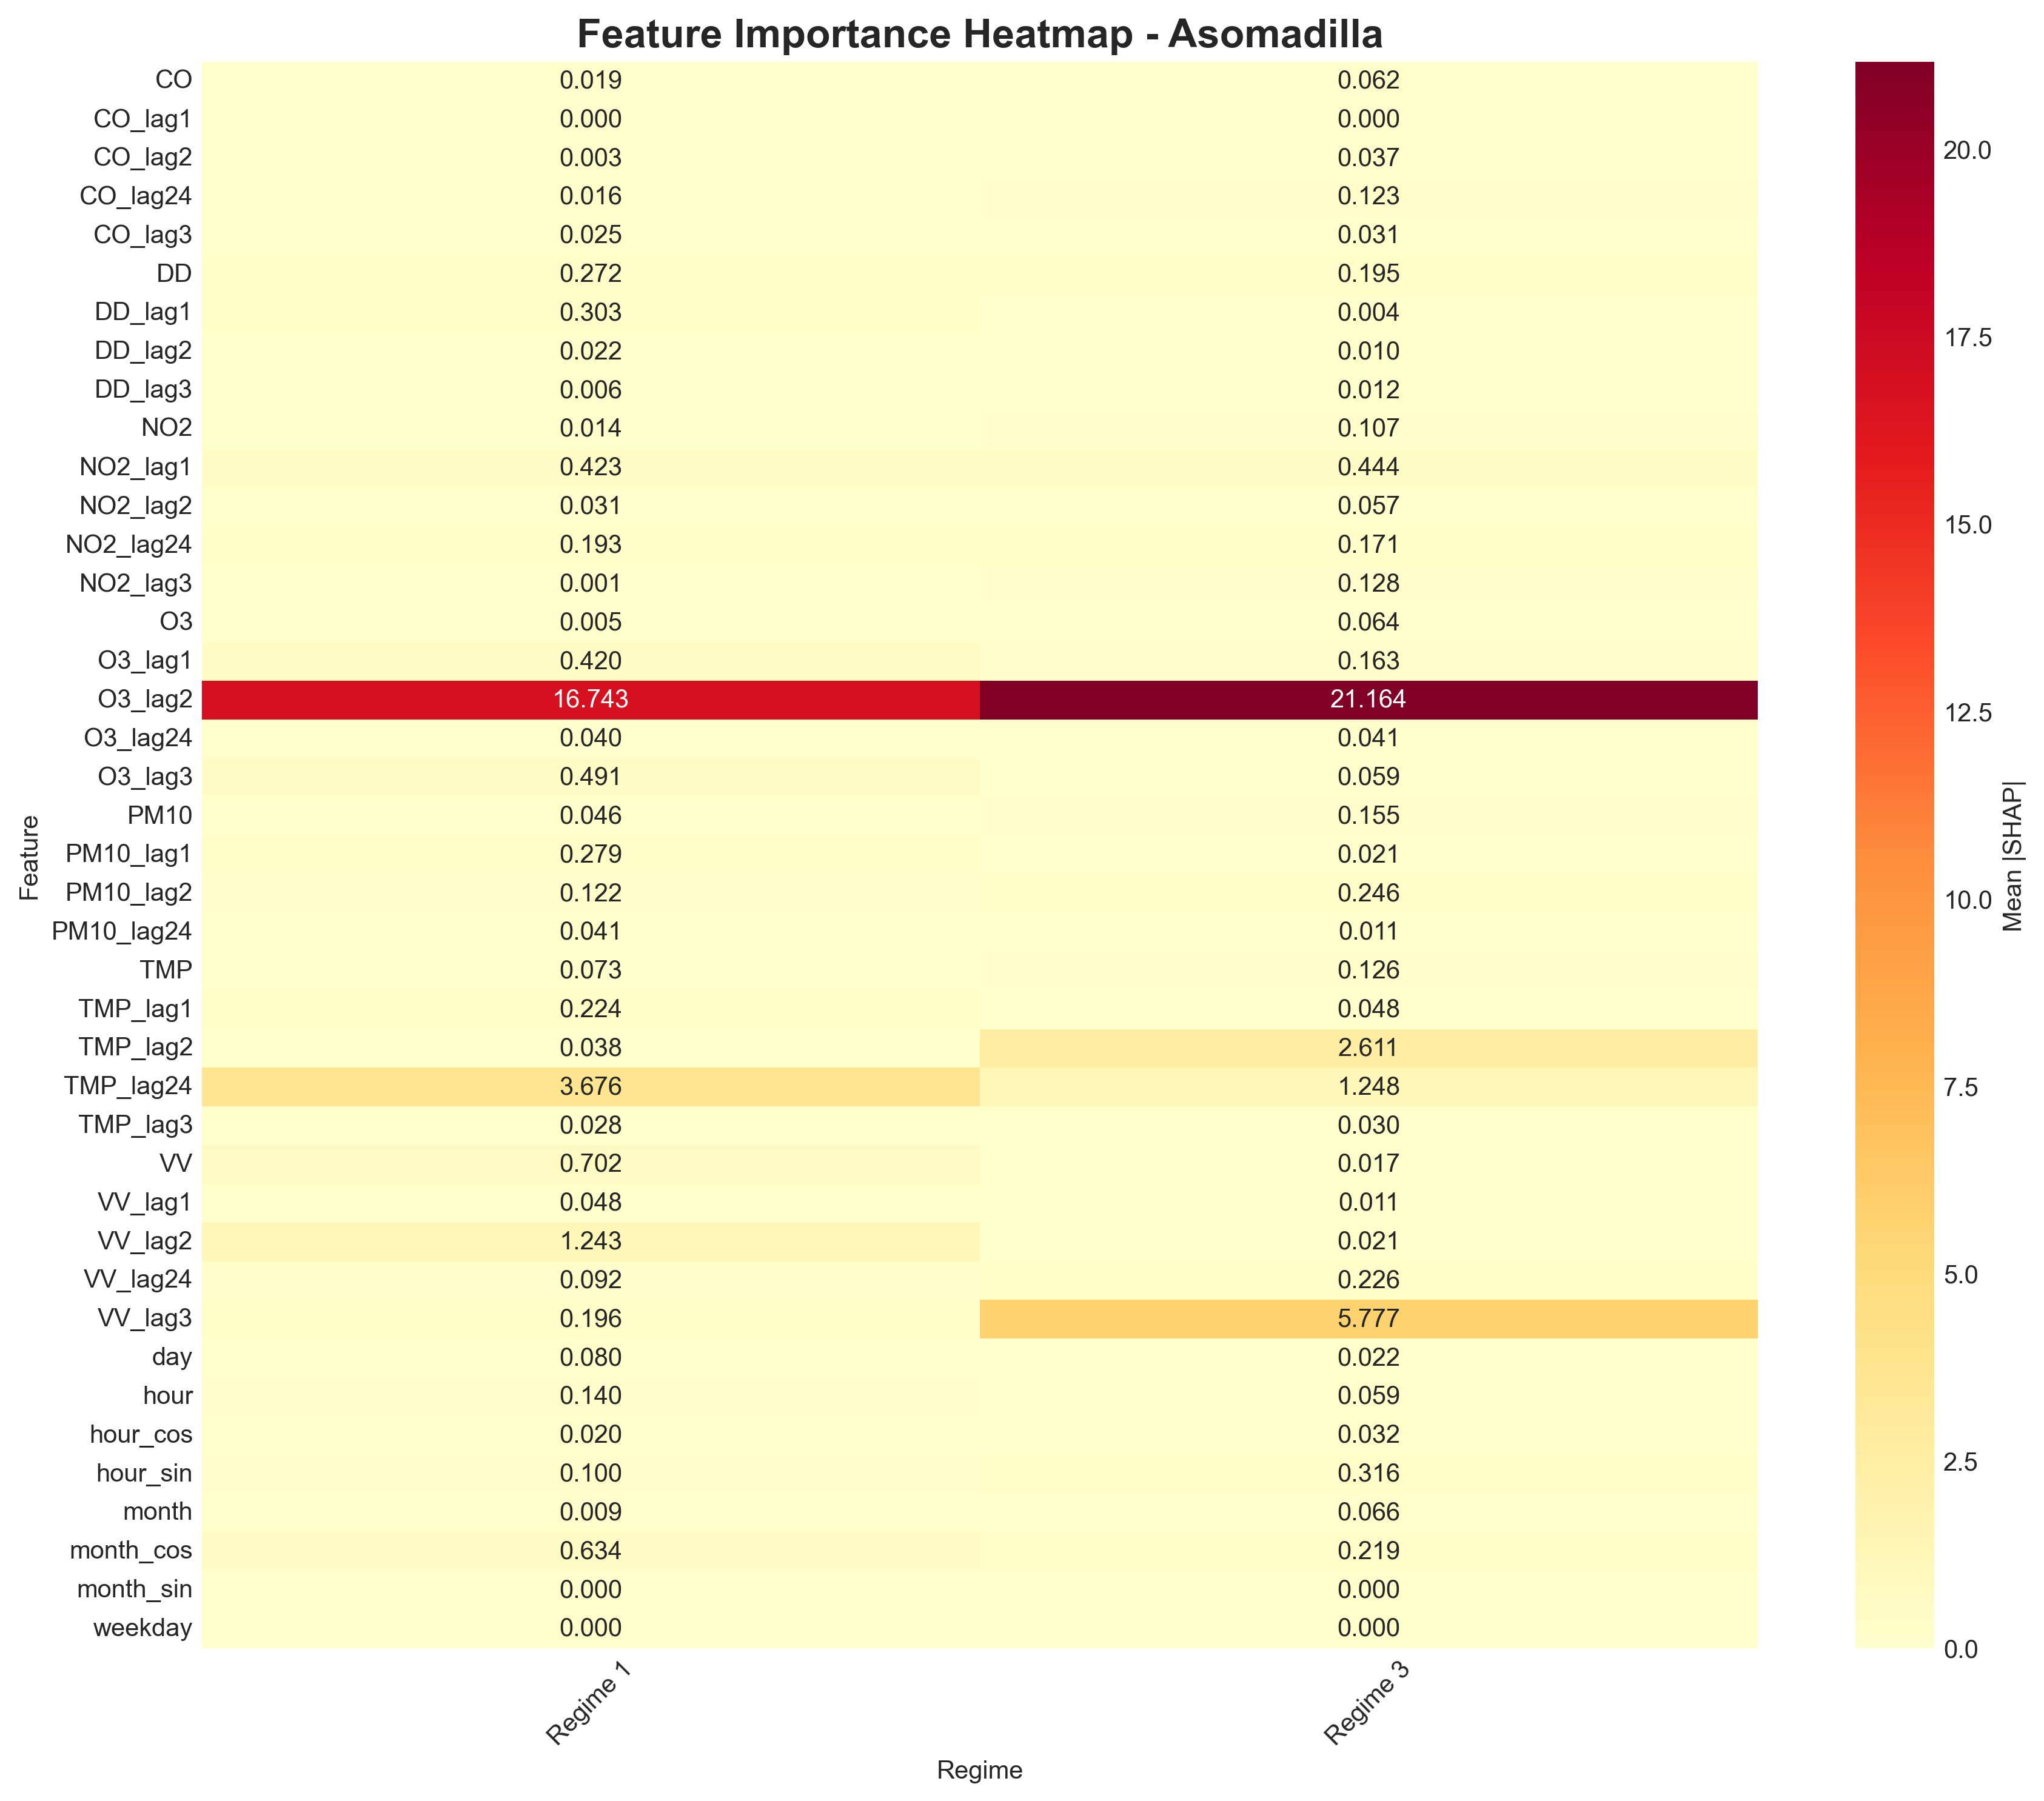 Feature Importance Heatmap - Asomadilla
CO 0.019 0.062
CO_lag1 0.000 0.000
CO_lag2 0.003 0.037
CO_lag24 0.016 0.123
CO_lag3 0.025 0.031
DD 0.272 0.195
DD_lag1 0.303 0.004
DD_lag2 0.022 0.010
DD_lag3 0.006 0.012
NO2 0.014 0.107
NO2_lag1 0.423 0.444
NO2_lag2 0.031 0.057
NO2_lag24 0.193 0.171
NO2_lag3 0.001 0.128
O3 0.005 0.064
O3_lag1 0.420 0.163
O3_lag2 16.743 21.164
O3_lag24 0.040 0.041
O3_lag3 0.491 0.059
PM10 0.046 0.155
PM10_lag1 0.279 0.021
PM10_lag2 0.122 0.246
PM10_lag24 0.041 0.011
TMP 0.073 0.126
TMP_lag1 0.224 0.048
TMP_lag2 0.038 2.611
TMP_lag24 3.676 1.248
TMP_lag3 0.028 0.030
VV 0.702 0.017
VV_lag1 0.048 0.011
VV_lag2 1.243 0.021
VV_lag24 0.092 0.226
VV_lag3 0.196 5.777
day 0.080 0.022
hour 0.140 0.059
hour_cos 0.020 0.032
hour_sin 0.100 0.316
month 0.009 0.066
month_cos 0.634 0.219
month_sin 0.000 0.000
weekday 0.000 0.000
Feature
Regime 1
Regime 3
Regime
20.0
17.5
15.0
12.5
10.0
7.5
5.0
2.5
0.0
Mean |SHAP|